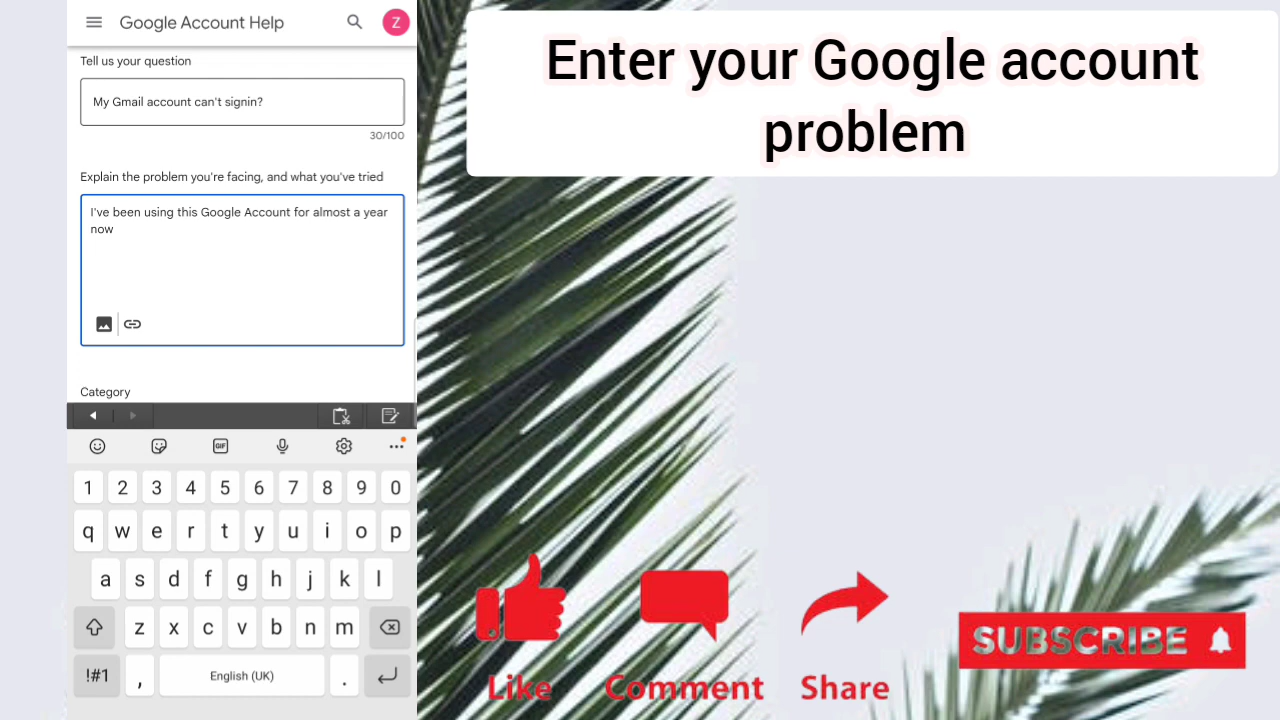 Google Account Help
Z
Tell us your question
My Gmail account can't signin?
30/100
Explain the problem you're facing, and what you've tried
I've been using this Google Account for almost a year
now
Category
GIF
1 2 3 4 5 6 7 8 9 0
q w e r t y u i o p
a s d f g h j k l
z x c v b n m
!#1 , English (UK) .
Enter your Google account
problem
Like Comment Share
SUBSCRIBE